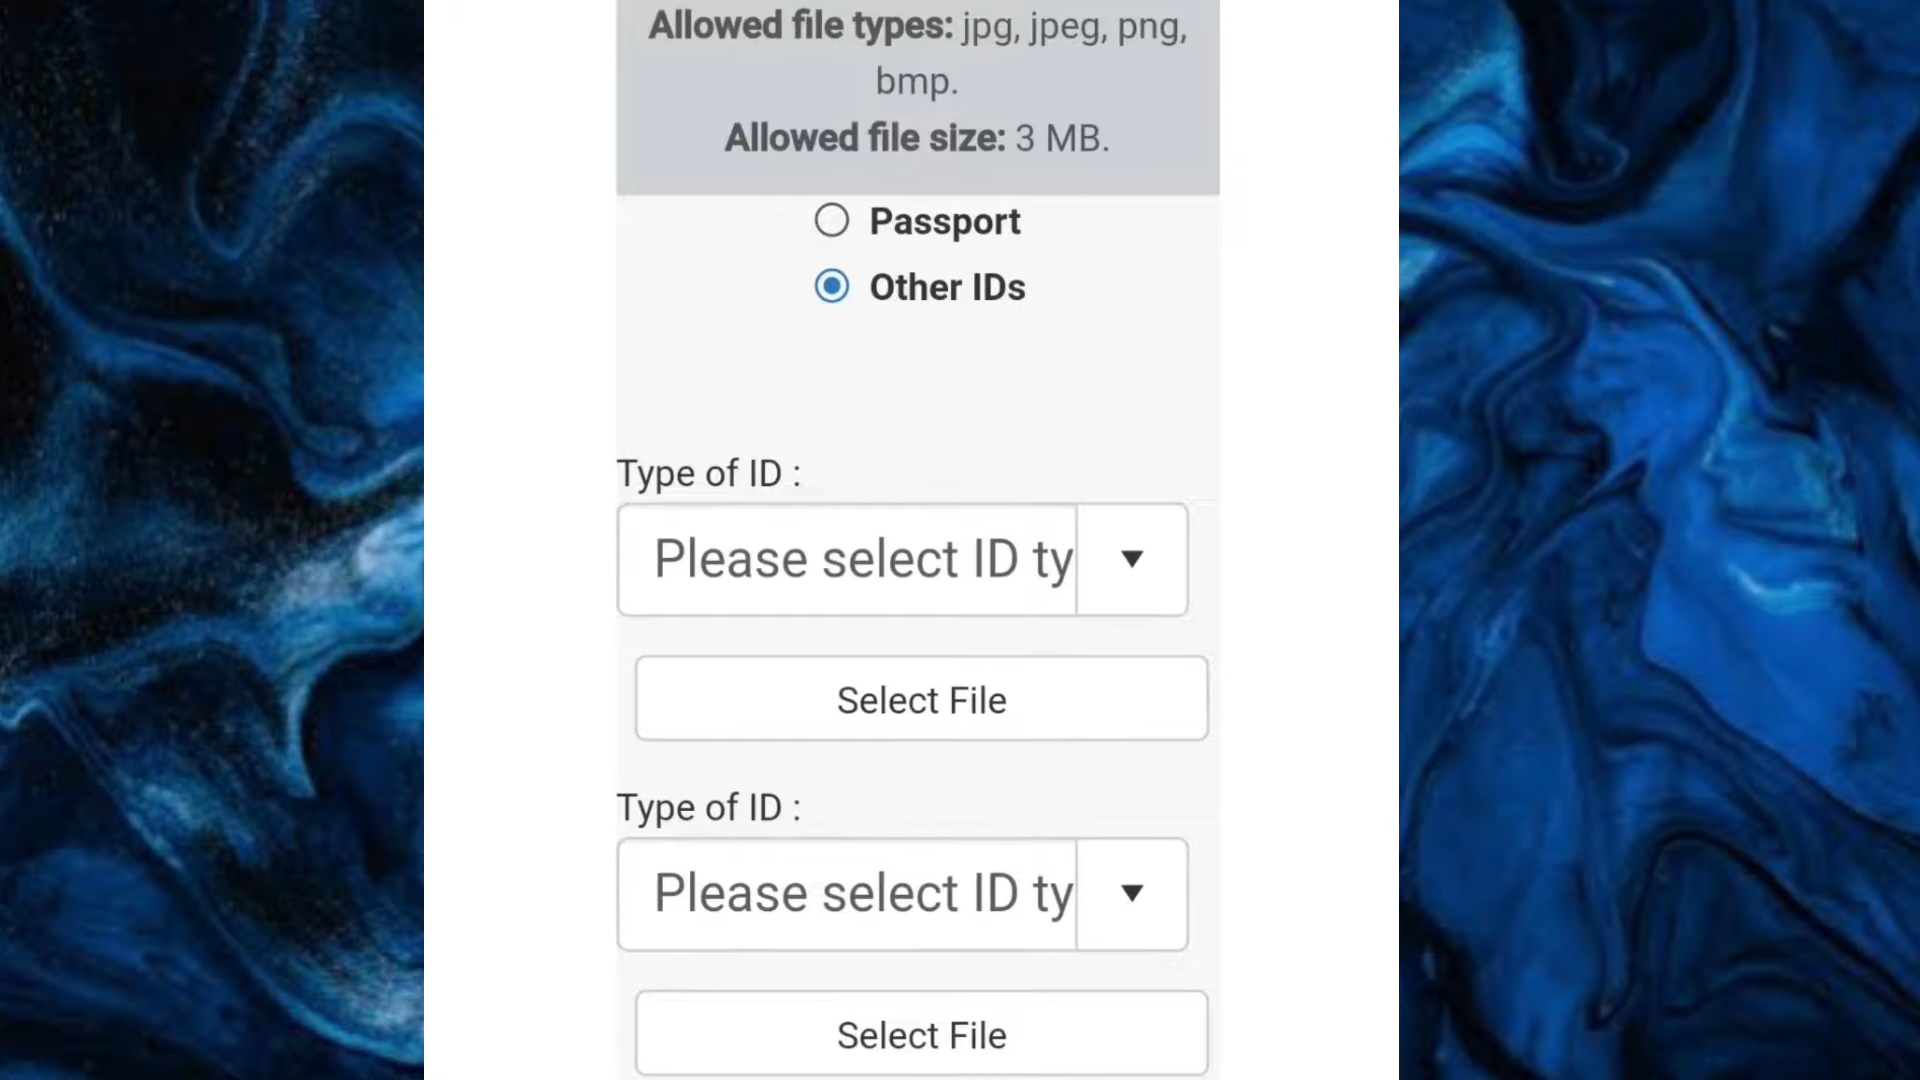 Allowed file types: jpg, jpeg, png,
bmp.
Allowed file size: 3 MB.
Passport
Other IDs
Type of ID :
Please select ID ty
Select File
Type of ID :
Please select ID ty
Select File